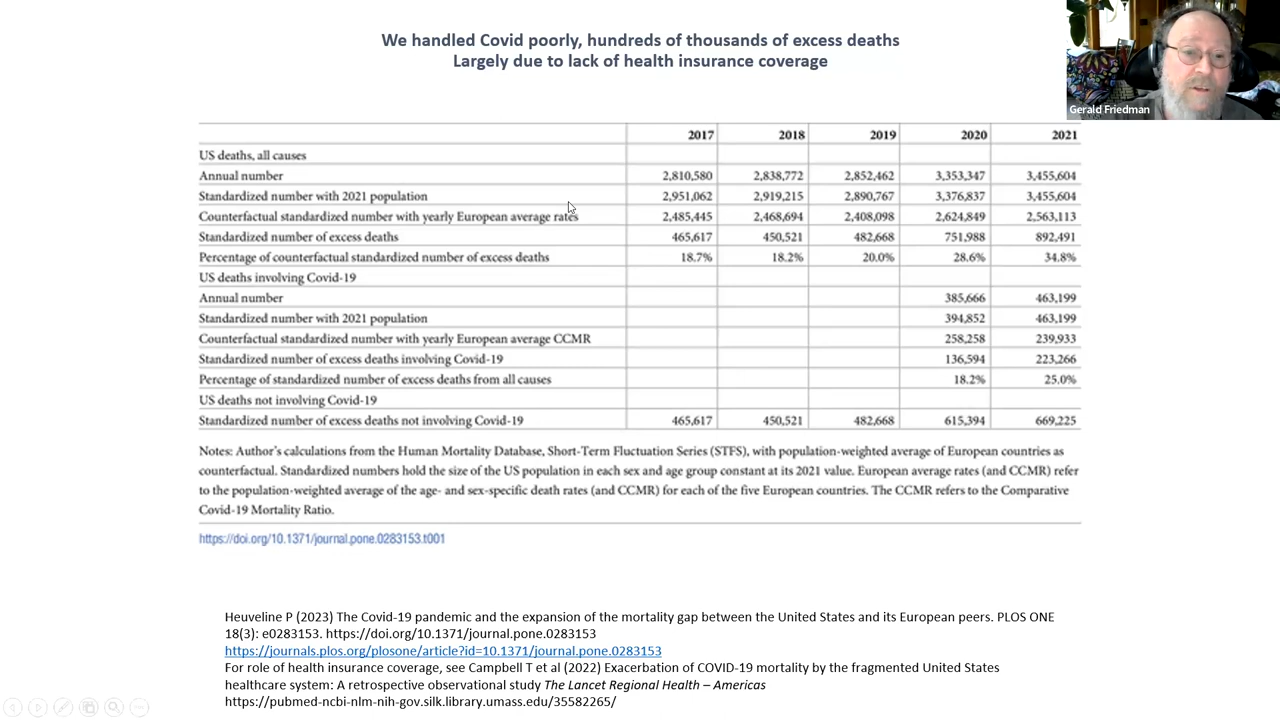 We handled Covid poorly, hundreds of thousands of excess deaths
Largely due to lack of health insurance coverage
Gerald Friedman
2017 2018 2019 2020 2021
US deaths, all causes
Annual number 2,810,580 2,838,772 2,852,462 3,353,347 3,455,604
Standardized number with 2021 population 2,951,062 2,919,215 2,890,767 3,376,837 3,455,604
Counterfactual standardized number with yearly European average rates 2,485,445 2,468,694 2,408,098 2,624,849 2,563,113
Standardized number of excess deaths 465,617 450,521 482,668 751,988 892,491
Percentage of counterfactual standardized number of excess deaths 18.7% 18.2% 20.0% 28.6% 34.8%
US deaths involving Covid-19
Annual number 385,666 463,199
Standardized number with 2021 population 394,852 463,199
Counterfactual standardized number with yearly European average CCMR 258,258 239,933
Standardized number of excess deaths involving Covid-19 136,594 223,266
Percentage of standardized number of excess deaths from all causes 18.2% 25.0%
US deaths not involving Covid-19
Standardized number of excess deaths not involving Covid-19 465,617 450,521 482,668 615,394 669,225
Notes: Author's calculations from the Human Mortality Database, Short-Term Fluctuation Series (STFS), with population-weighted average of European countries as
counterfactual. Standardized numbers hold the size of the US population in each sex and age group constant at its 2021 value. European average rates (and CCMR) refer
to the population-weighted average of the age- and sex-specific death rates (and CCMR) for each of the five European countries. The CCMR refers to the Comparative
Covid-19 Mortality Ratio.
https://doi.org/10.1371/journal.pone.0283153.t001
Heuveline P (2023) The Covid-19 pandemic and the expansion of the mortality gap between the United States and its European peers. PLOS ONE
18(3): e0283153. https://doi.org/10.1371/journal.pone.0283153
https://journals.plos.org/plosone/article?id=10.1371/journal.pone.0283153
For role of health insurance coverage, see Campbell T et al (2022) Exacerbation of COVID-19 mortality by the fragmented United States
healthcare system: A retrospective observational study The Lancet Regional Health – Americas
https://pubmed-ncbi-nlm-nih-gov.silk.library.umass.edu/35582265/